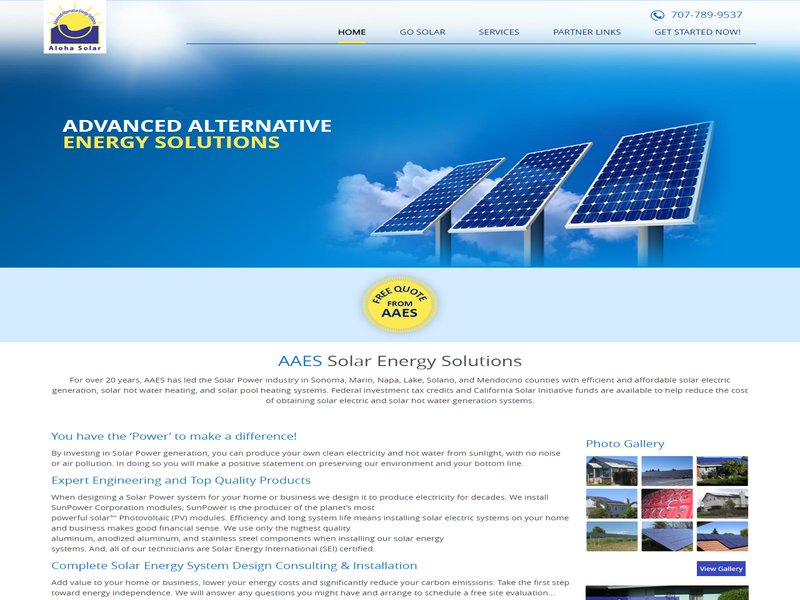 Advanced Alternative Energy Solutions
Aloha Solar
707-789-9537
HOME GO SOLAR SERVICES PARTNER LINKS GET STARTED NOW!
ADVANCED ALTERNATIVE
ENERGY SOLUTIONS
FREE QUOTE
FROM
AAES
AAES Solar Energy Solutions
For over 20 years, AAES has led the Solar Power industry in Sonoma, Marin, Napa, Lake, Solano, and Mendocino counties with efficient and affordable solar electric
generation, solar hot water heating, and solar pool heating systems. Federal investment tax credits and California Solar Initiative funds are available to help reduce the cost
of obtaining solar electric and solar hot water generation systems.
You have the ‘Power’ to make a difference!
By investing in Solar Power generation, you can produce your own clean electricity and hot water from sunlight, with no noise
or air pollution. In doing so you will make a positive statement on preserving our environment and your bottom line.
Expert Engineering and Top Quality Products
When designing a Solar Power system for your home or business we design it to produce electricity for decades. We install
SunPower Corporation modules; SunPower is the producer of the planet's most
powerful solar™ Photovoltaic (PV) modules. Efficiency and long system life means installing solar electric systems on your home
and business makes good financial sense. We use only the highest quality
aluminum, anodized aluminum, and stainless steel components when installing our solar energy
systems. And, all of our technicians are Solar Energy International (SEI) certified.
Complete Solar Energy System Design Consulting & Installation
Add value to your home or business, lower your energy costs and significantly reduce your carbon emissions. Take the first step
toward energy independence. We will answer any questions you might have and arrange to schedule a free site evaluation...
Photo Gallery
View Gallery